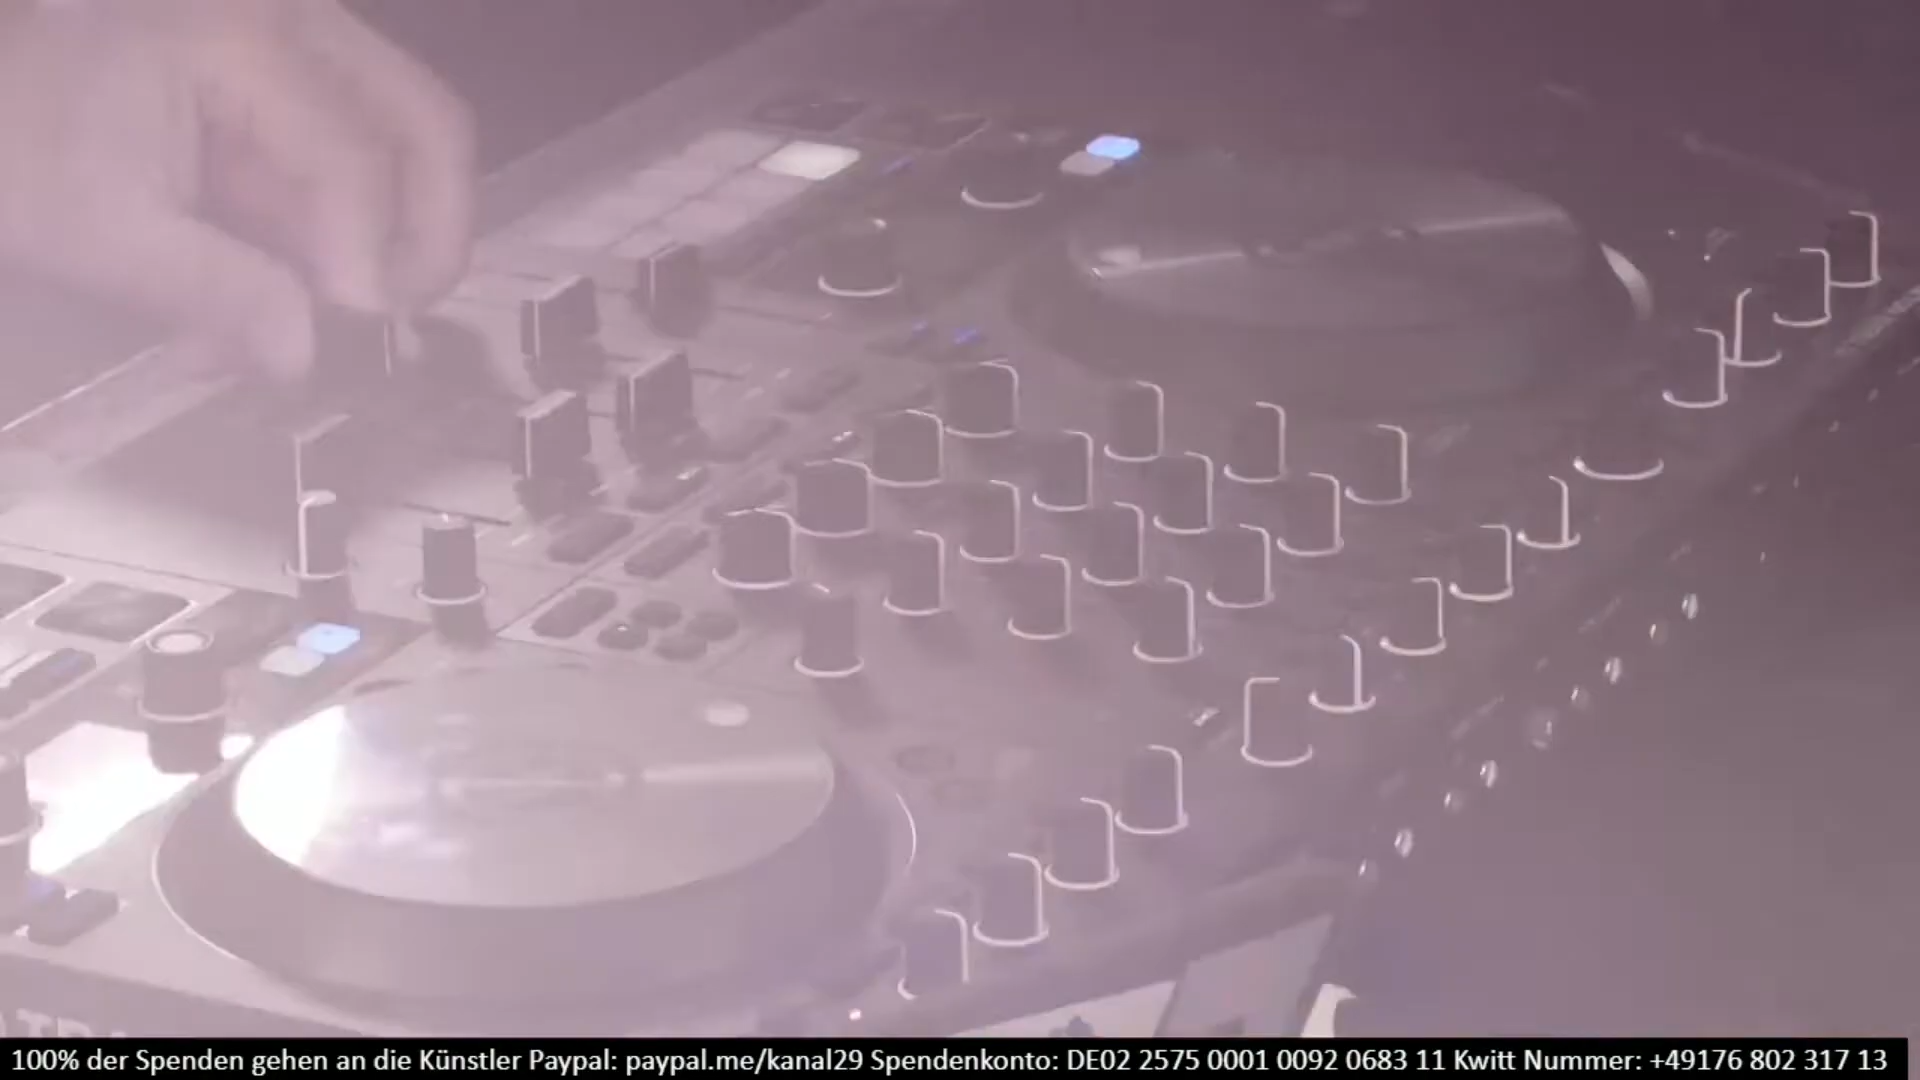 100% der Spenden gehen an die Künstler Paypal: paypal.me/kanal29 Spendenkonto: DE02 2575 0001 0092 0683 11 Kwitt Nummer: +49176 802 317 13